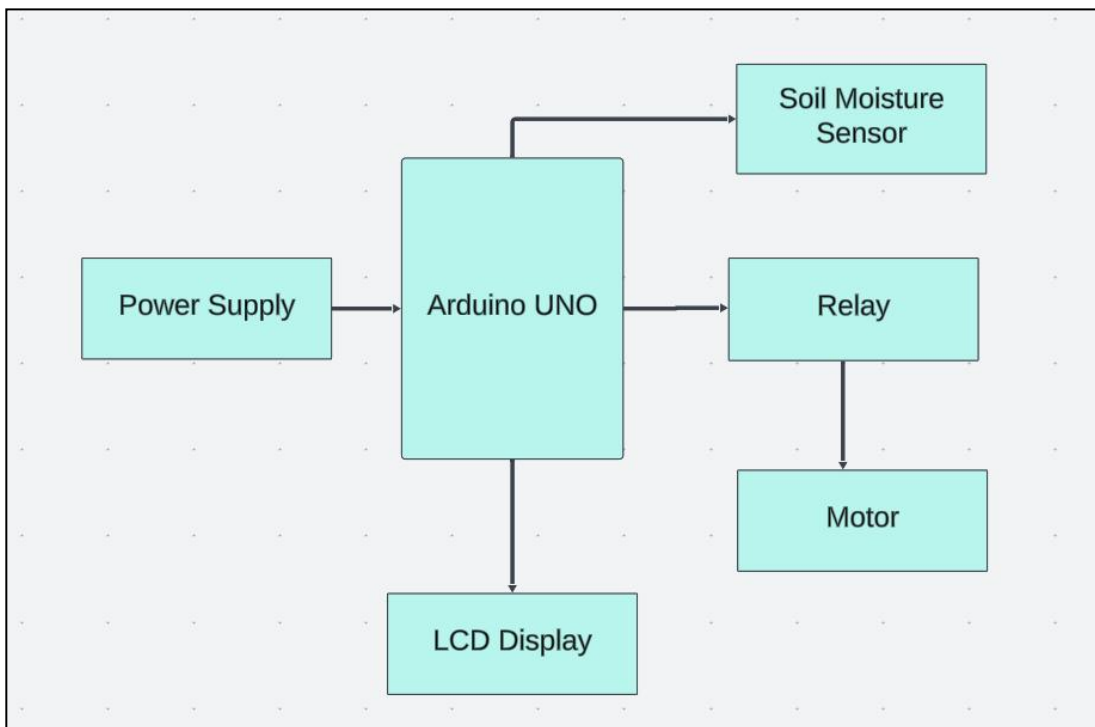 Soil Moisture
Sensor
Power Supply
Arduino UNO
Relay
Motor
LCD Display